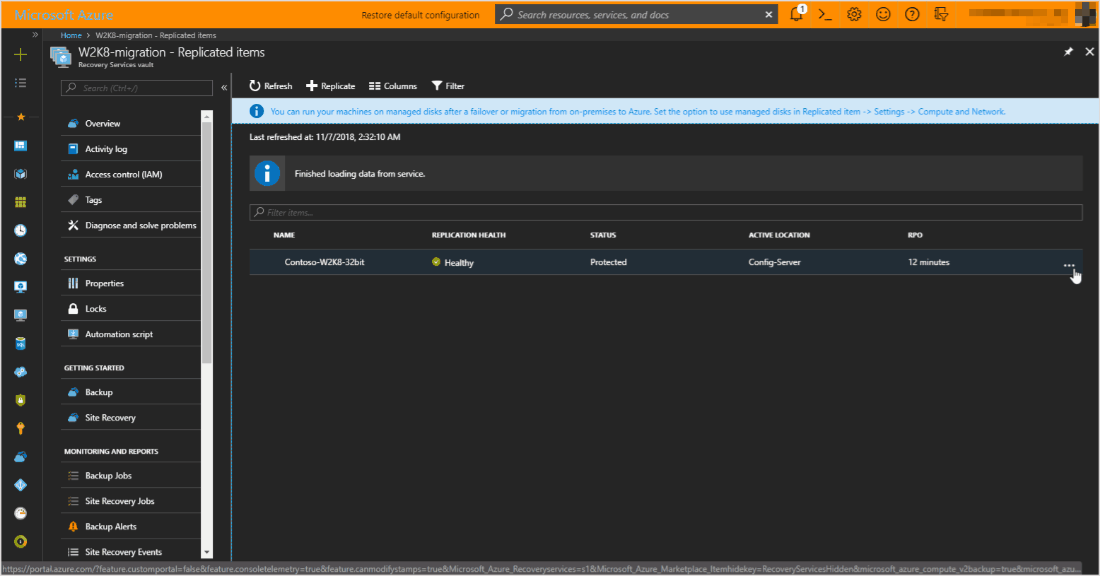 Microsoft Azure
Restore default configuration
Search resources, services, and docs
1
Home > W2K8-migration - Replicated items
W2K8-migration - Replicated items
Recovery Services vault
Search (Ctrl+/)
Overview
Activity log
Access control (IAM)
Tags
Diagnose and solve problems
SETTINGS
Properties
Locks
Automation script
GETTING STARTED
Backup
Site Recovery
MONITORING AND REPORTS
Backup Jobs
Site Recovery Jobs
Backup Alerts
Site Recovery Events
Refresh Replicate Columns Filter
You can run your machines on managed disks after a failover or migration from on-premises to Azure. Set the option to use managed disks in Replicated item -> Settings -> Compute and Network.
Last refreshed at: 11/7/2018, 2:32:10 AM
Finished loading data from service.
Filter items...
NAME REPLICATION HEALTH STATUS ACTIVE LOCATION RPO
Contoso-W2K8-32bit Healthy Protected Config-Server 12 minutes
https://portal.azure.com/?feature.customportal=false&feature.consoletelemetry=true&feature.canmodifystamps=true&Microsoft_Azure_Recoveryservices=s1&Microsoft_Azure_Marketplace_Itemhidekey=RecoveryServicesHidden&microsoft_azure_compute_v2backup=true&microsoft_azu...